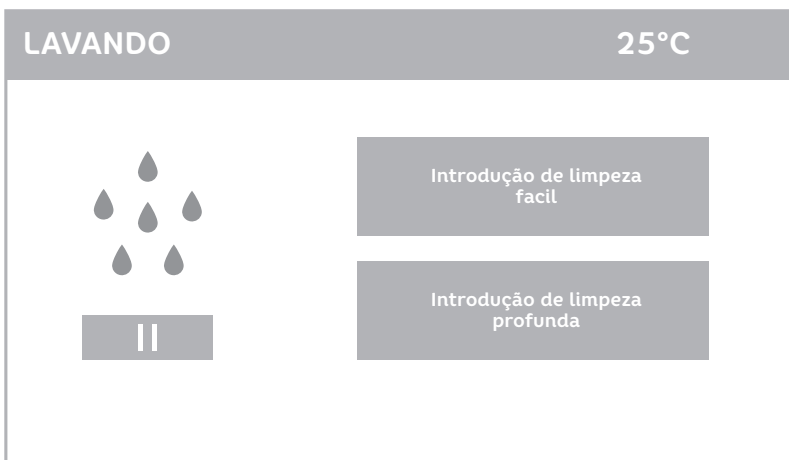 LAVANDO
25°C
Introdução de limpeza
facil
Introdução de limpeza
profunda